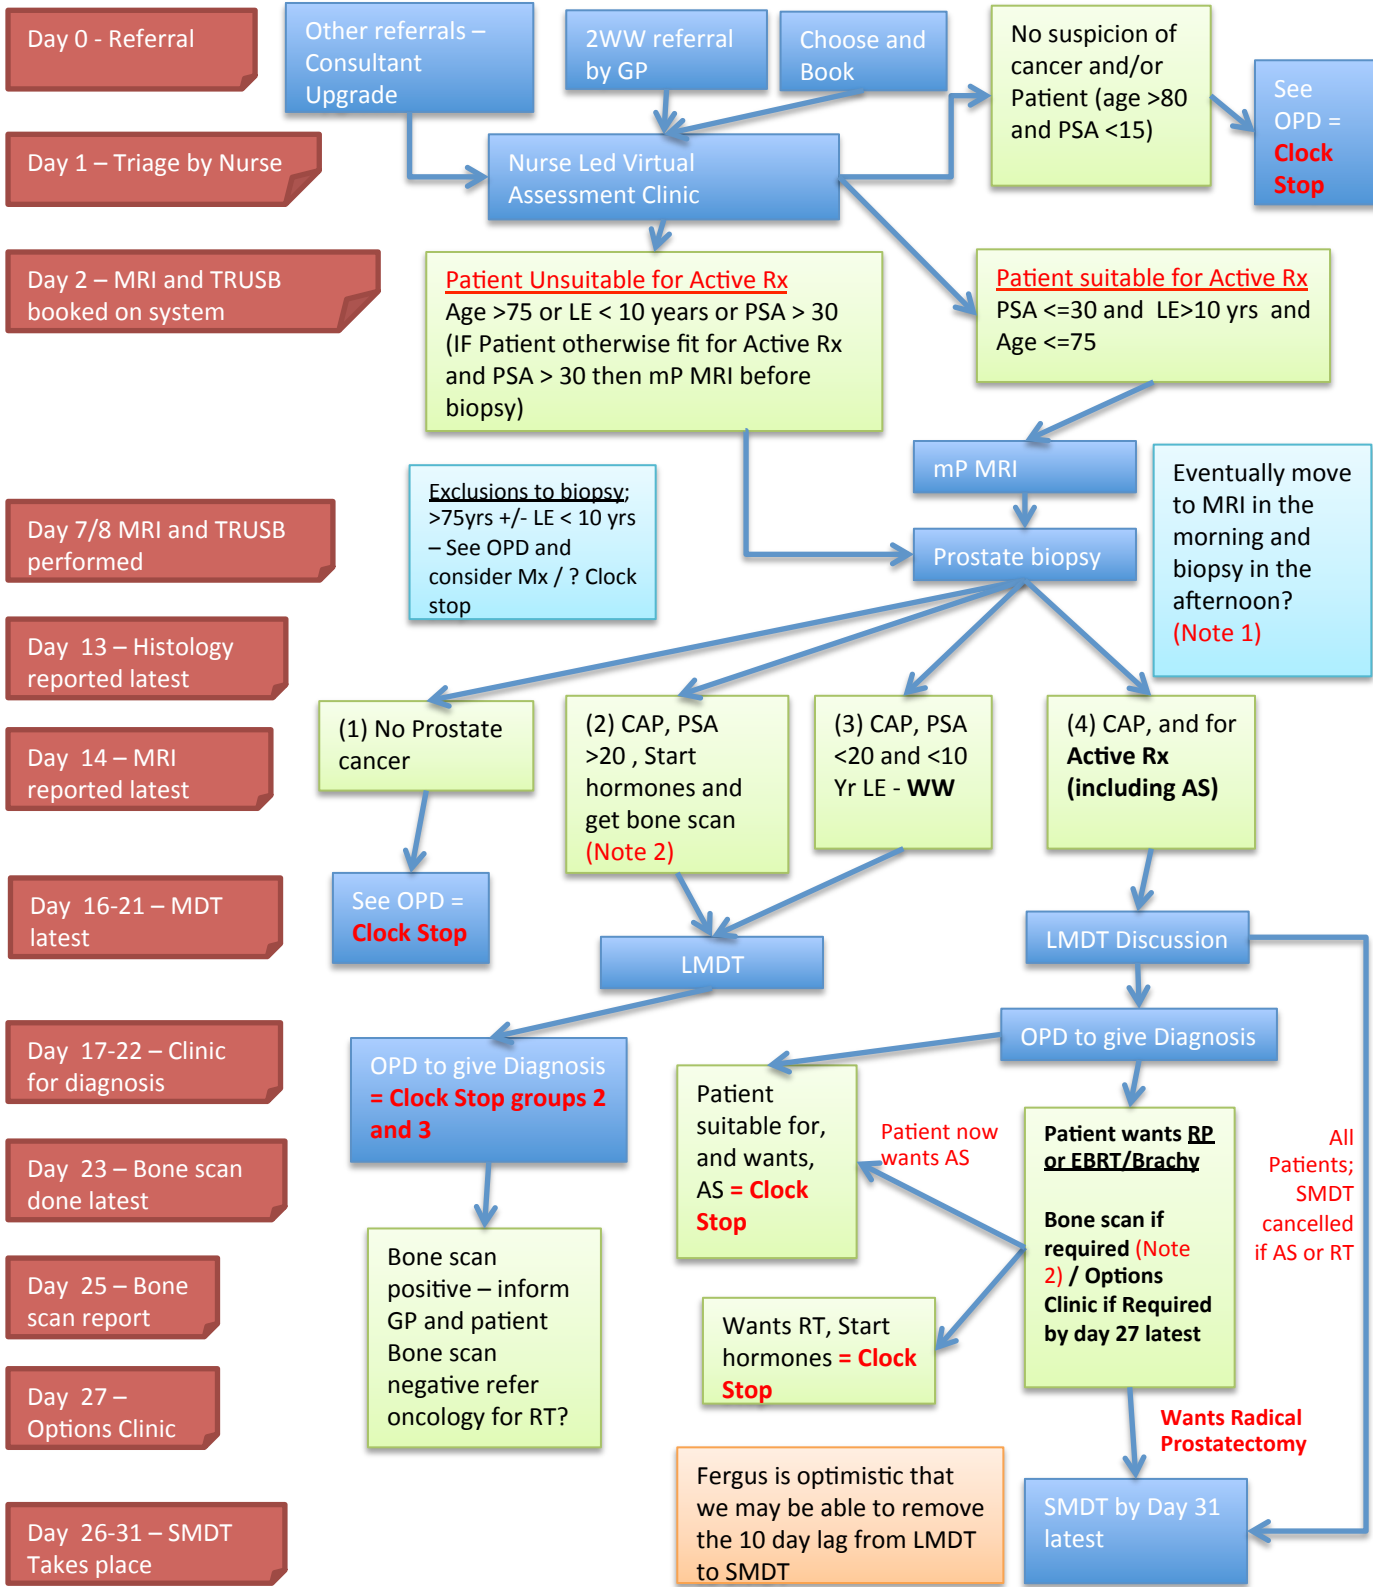 Day 0 - Referral
Other referrals –
Consultant
Upgrade
2WW referral
by GP
Choose and
Book
No suspicion of
cancer and/or
Patient (age >80
and PSA <15)
See
OPD =
Clock
Stop
Day 1 – Triage by Nurse
Nurse Led Virtual
Assessment Clinic
Day 2 – MRI and TRUSB
booked on system
Patient Unsuitable for Active Rx
Age >75 or LE < 10 years or PSA > 30
(IF Patient otherwise fit for Active Rx
and PSA > 30 then mP MRI before
biopsy)
Patient suitable for Active Rx
PSA <=30 and LE>10 yrs and
Age <=75
mP MRI
Exclusions to biopsy;
>75yrs +/- LE < 10 yrs
– See OPD and
consider Mx / ? Clock
stop
Eventually move
to MRI in the
morning and
biopsy in the
afternoon?
(Note 1)
Day 7/8 MRI and TRUSB
performed
Prostate biopsy
Day 13 – Histology
reported latest
(1) No Prostate
cancer
(2) CAP, PSA
>20 , Start
hormones and
get bone scan
(Note 2)
(3) CAP, PSA
<20 and <10
Yr LE - WW
(4) CAP, and for
Active Rx
(including AS)
Day 14 – MRI
reported latest
Day 16-21 – MDT
latest
See OPD =
Clock Stop
LMDT
LMDT Discussion
Day 17-22 – Clinic
for diagnosis
OPD to give Diagnosis
= Clock Stop groups 2
and 3
OPD to give Diagnosis
Patient
suitable for,
and wants,
AS = Clock
Stop
Patient now
wants AS
Patient wants RP
or EBRT/Brachy
Bone scan if
required (Note
2) / Options
Clinic if Required
by day 27 latest
All
Patients;
SMDT
cancelled
if AS or RT
Day 23 – Bone scan
done latest
Day 25 – Bone
scan report
Bone scan
positive – inform
GP and patient
Bone scan
negative refer
oncology for RT?
Wants RT, Start
hormones = Clock
Stop
Day 27 –
Options Clinic
Wants Radical
Prostatectomy
Fergus is optimistic that
we may be able to remove
the 10 day lag from LMDT
to SMDT
SMDT by Day 31
latest
Day 26-31 – SMDT
Takes place